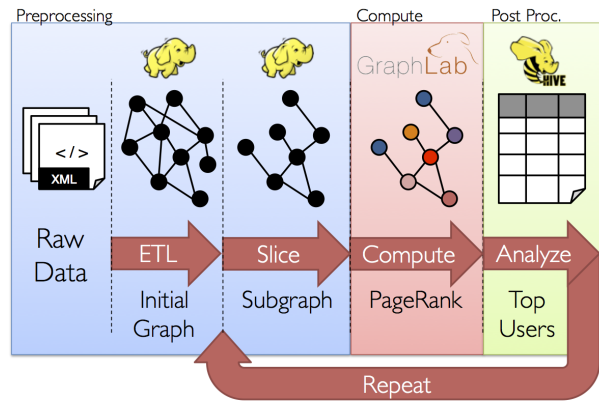 Preprocessing
Compute
Post Proc.
GraphLab
HIVE
< / >
XML
Raw
Data
ETL
Slice
Compute
Analyze
Initial
Graph
Subgraph
PageRank
Top
Users
Repeat